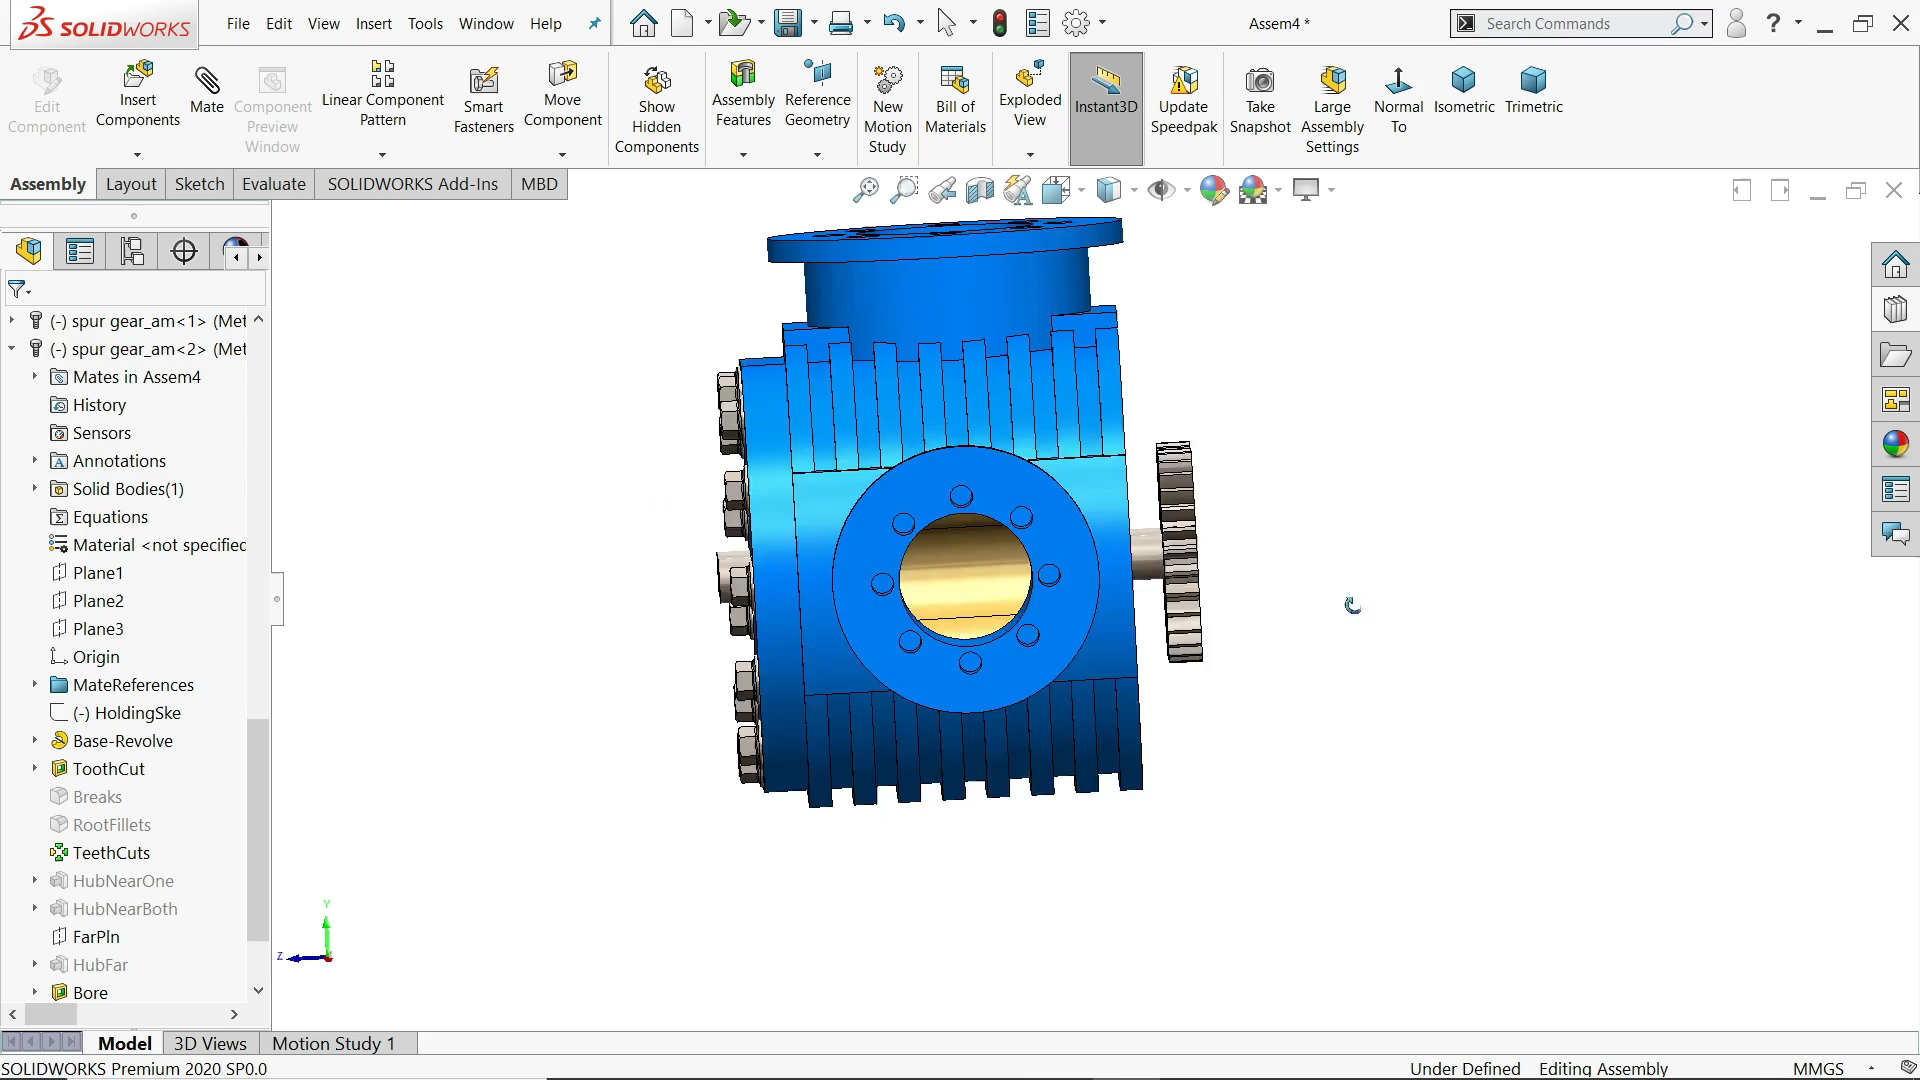 SOLIDWORKS
File Edit View Insert Tools Window Help
Assem4 *
Search Commands
?
Edit Component
Insert Components
Mate
Component Preview Window
Linear Component Pattern
Smart Fasteners
Move Component
Show Hidden Components
Assembly Features
Reference Geometry
New Motion Study
Bill of Materials
Exploded View
Instant3D
Update Speedpak
Take Snapshot
Large Assembly Settings
Normal To
Isometric
Trimetric
Assembly Layout Sketch Evaluate SOLIDWORKS Add-Ins MBD
(-) spur gear_am<1> (Met
(-) spur gear_am<2> (Met
Mates in Assem4
History
Sensors
Annotations
Solid Bodies(1)
Equations
Material <not specified
Plane1
Plane2
Plane3
Origin
MateReferences
(-) HoldingSke
Base-Revolve
ToothCut
Breaks
RootFillets
TeethCuts
HubNearOne
HubNearBoth
FarPln
HubFar
Bore
Y
Z
Model 3D Views Motion Study 1
SOLIDWORKS Premium 2020 SP0.0
Under Defined Editing Assembly MMGS